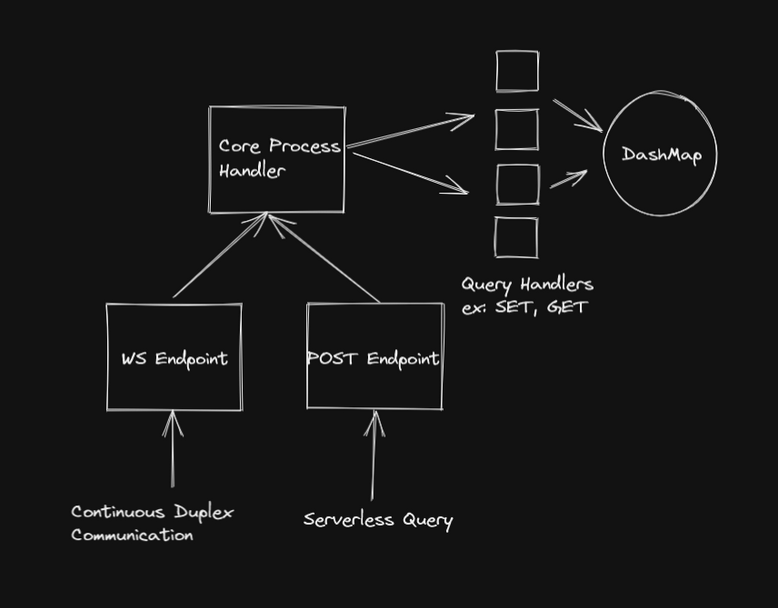 Core Process
Handler
DashMap
Query Handlers
ex: SET, GET
WS Endpoint
POST Endpoint
Continuous Duplex
Communication
Serverless Query